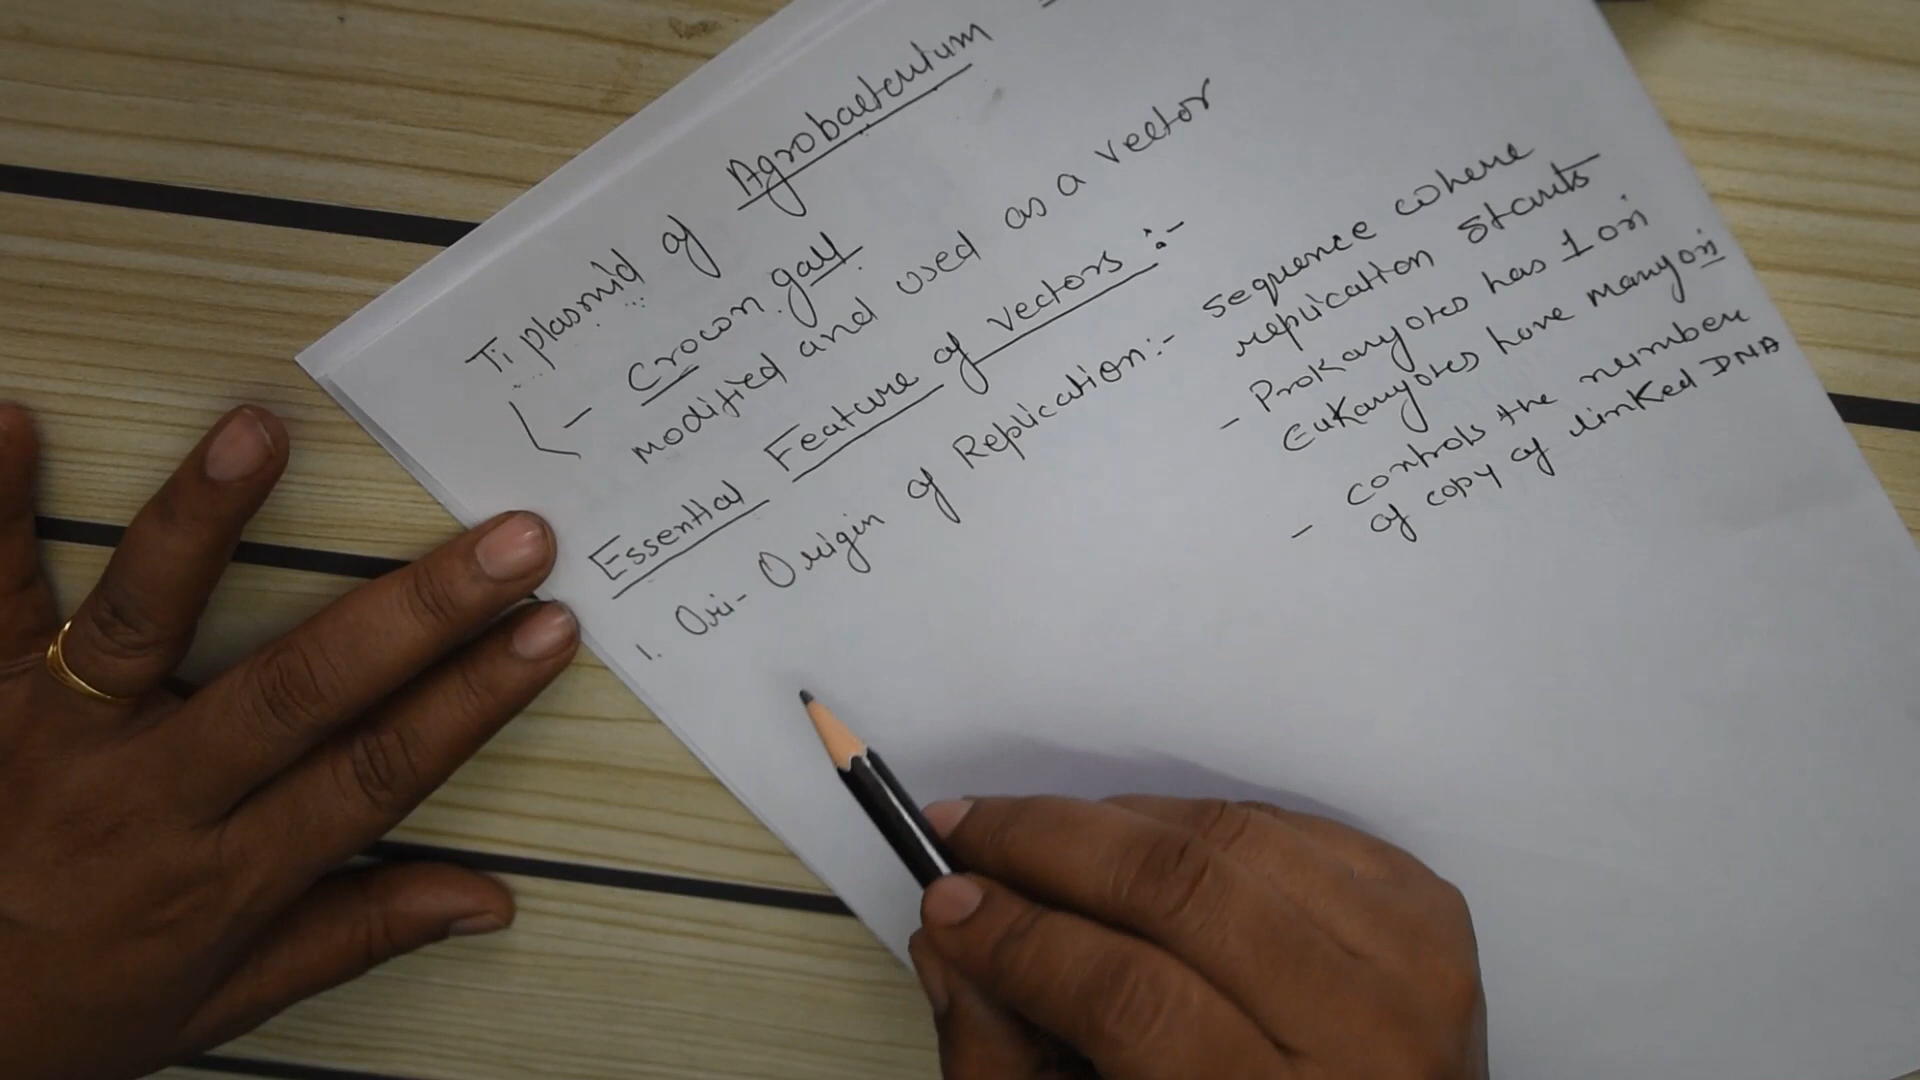 Ti plasmid of Agrobacterium
- Crown gall
modified and used as a vector
Essential Feature of vectors :-
1. Ori- Origin of Replication:- sequence where
replication starts
- Prokaryotes has 1 ori
Eukaryotes have many ori
- controls the number
of copy of linked DNA